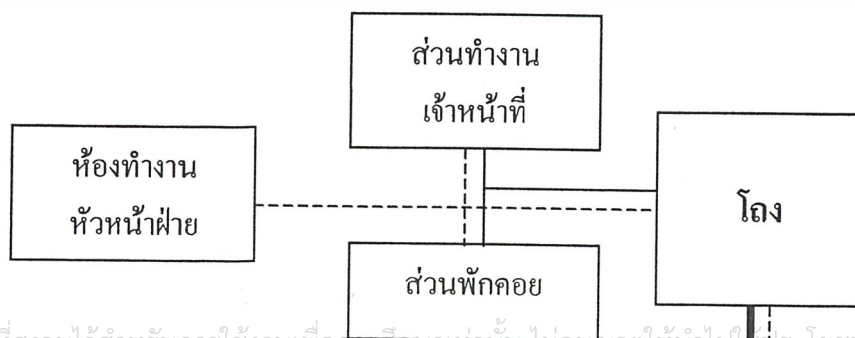 ส่วนทำงาน
เจ้าหน้าที่
ห้องทำงาน
หัวหน้าฝ่าย
โถง
ส่วนพักคอย